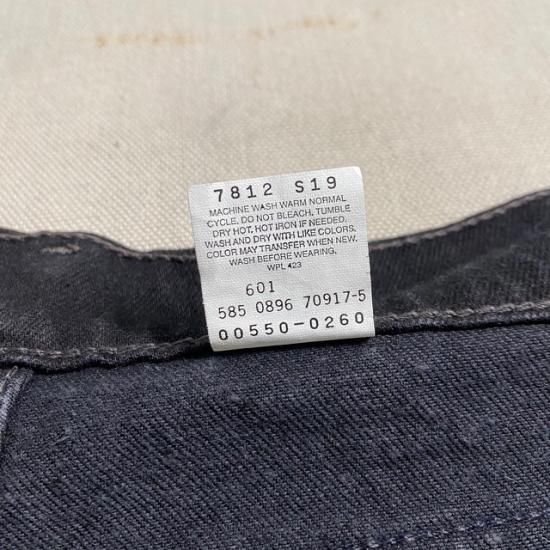 7812 S19
MACHINE WASH WARM NORMAL
CYCLE. DO NOT BLEACH. TUMBLE
DRY HOT, HOT IRON IF NEEDED.
WASH AND DRY WITH LIKE COLORS.
COLOR MAY TRANSFER WHEN NEW.
WASH BEFORE WEARING.
WPL 423
601
585 0896 70917-5
00550-0260